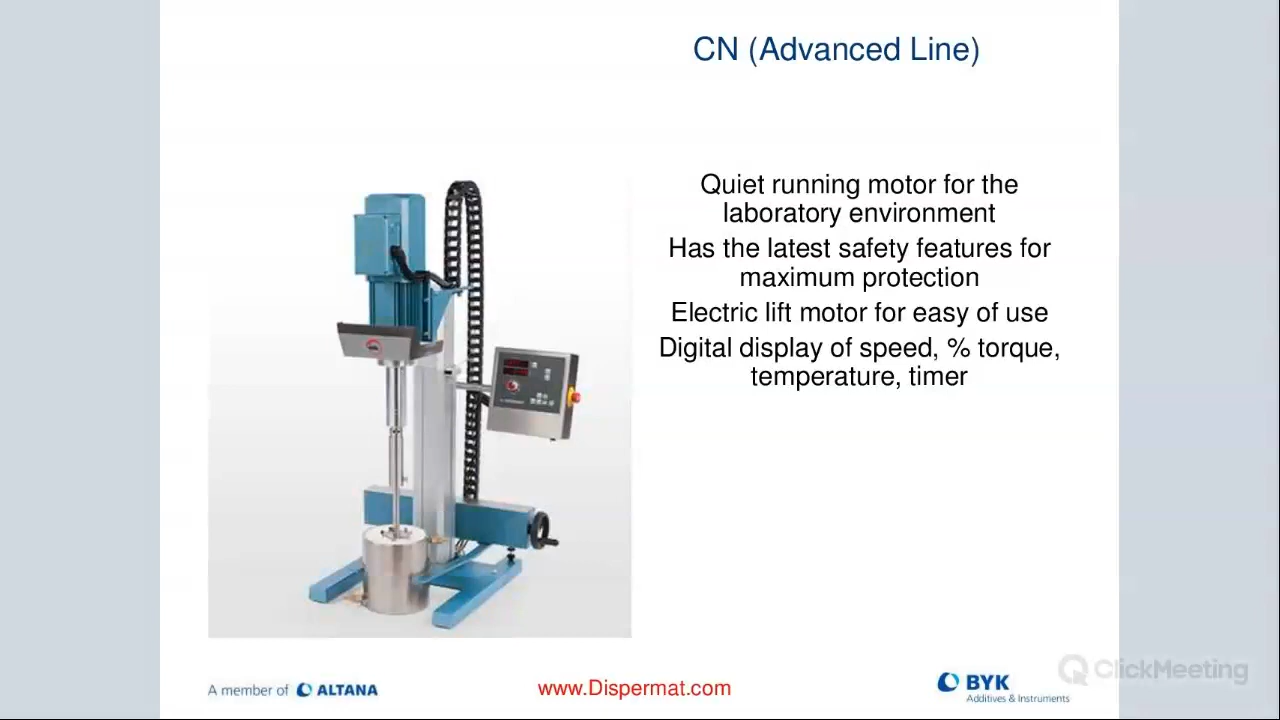 CN (Advanced Line)
Quiet running motor for the
laboratory environment
Has the latest safety features for
maximum protection
Electric lift motor for easy of use
Digital display of speed, % torque,
temperature, timer
A member of ALTANA
www.Dispermat.com
BYK
Additives & Instruments
ClickMeeting